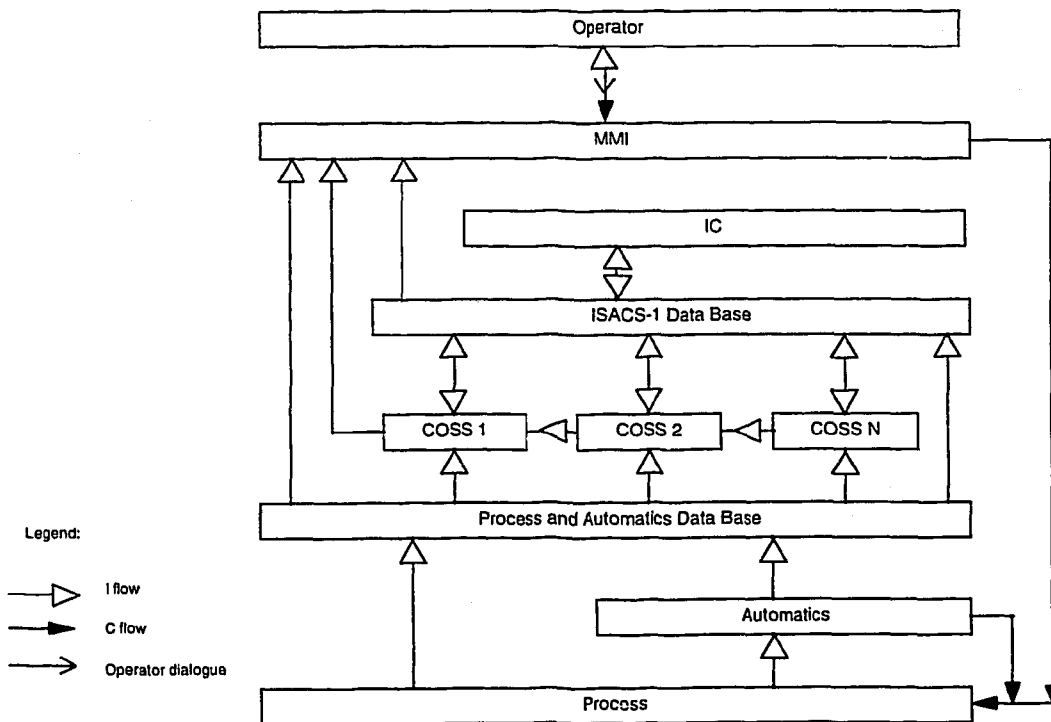 Operator
MMI
IC
ISACS-1 Data Base
COSS 1
COSS 2
COSS N
Process and Automatics Data Base
Legend:
I flow
C flow
Operator dialogue
Automatics
Process